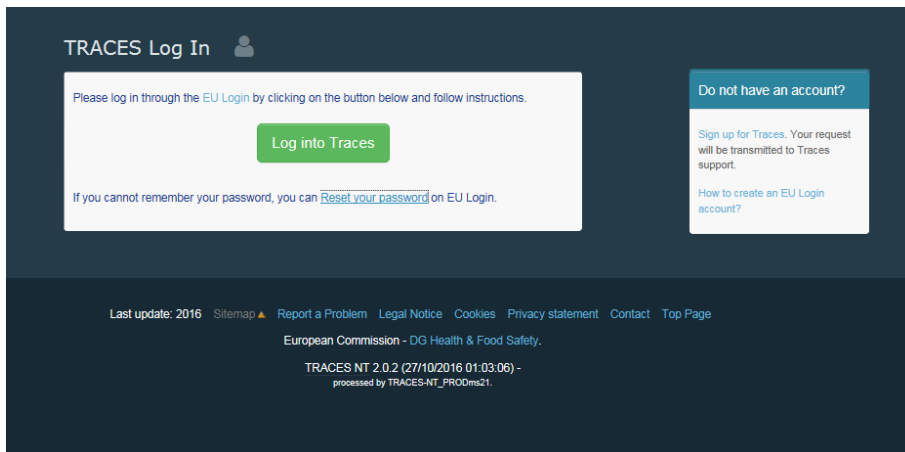 TRACES Log In
Please log in through the EU Login by clicking on the button below and follow instructions.
Log into Traces
If you cannot remember your password, you can Reset your password on EU Login.
Do not have an account?
Sign up for Traces. Your request
will be transmitted to Traces
support.
How to create an EU Login
account?
Last update: 2016 Sitemap Report a Problem Legal Notice Cookies Privacy statement Contact Top Page
European Commission - DG Health & Food Safety.
TRACES NT 2.0.2 (27/10/2016 01:03:06) -
processed by TRACES-NT_PRODms21.